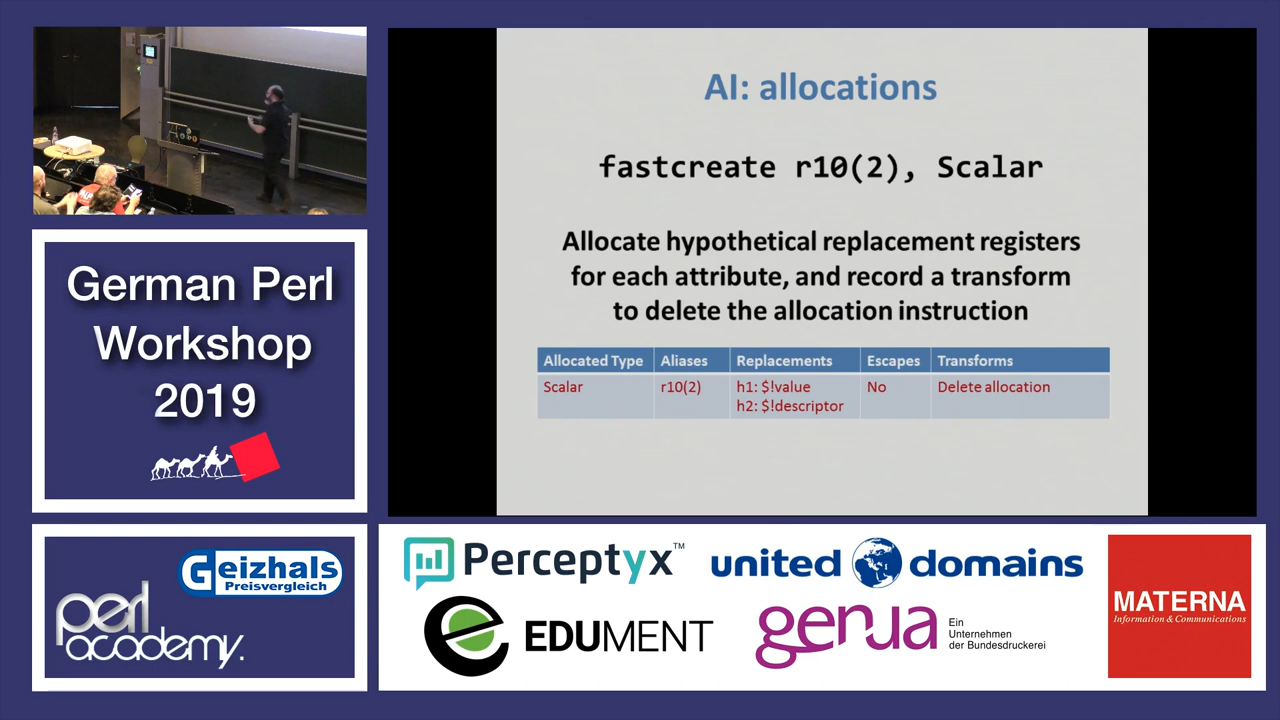 AI: allocations
fastcreate r10(2), Scalar
Allocate hypothetical replacement registers
for each attribute, and record a transform
to delete the allocation instruction
Allocated Type Aliases Replacements Escapes Transforms
Scalar r10(2) h1: $!value No Delete allocation
h2: $!descriptor
German Perl
Workshop
2019
Geizhals
Preisvergleich
perl
academy.
Perceptyx™
united domains
EDUMENT
genua
Ein
Unternehmen
der Bundesdruckerei
MATERNA
Information & Communications